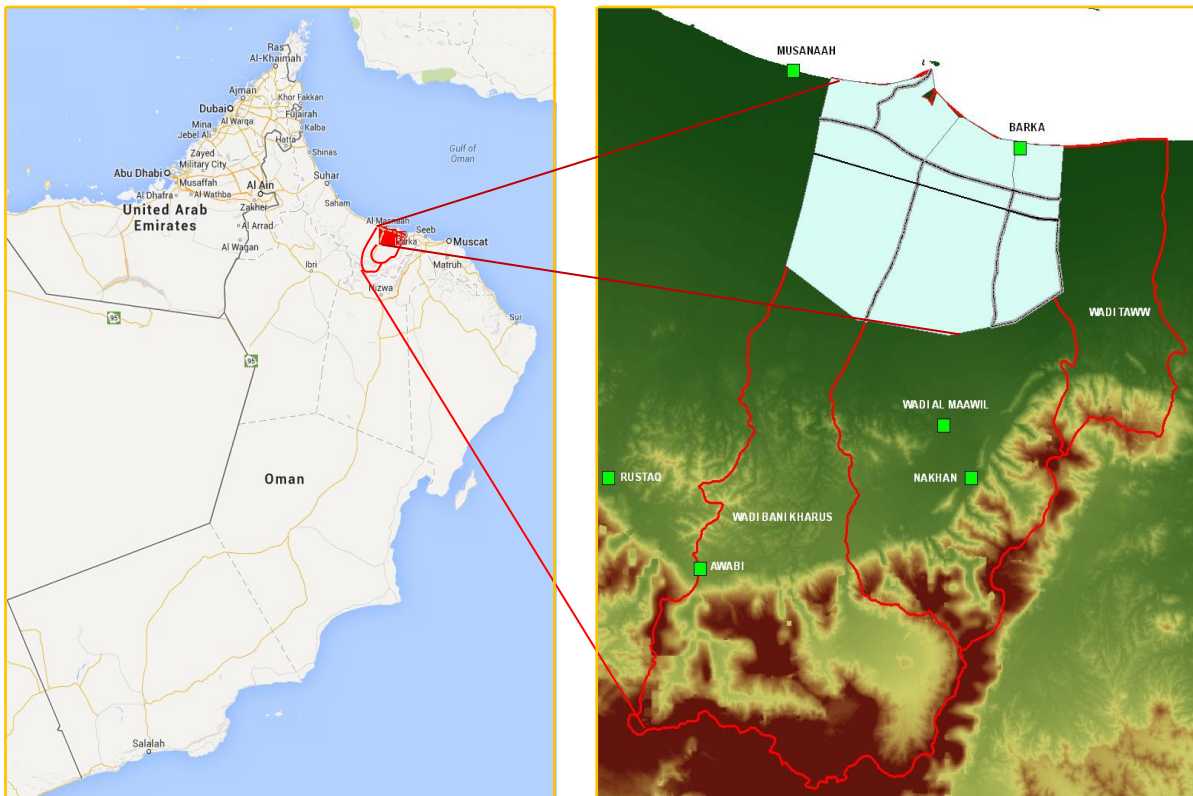 Ras
Al-Khaimah
Ajman
Khor Fakkan
Dubai
Fujairah
Al Warqa
Mina
Jebel Ali
Kalba
Hatta
Shinas
Zayed
Military City
Abu Dhabi
Musaffah
Al Ain
Suhar
Al Dhafra
Al Wathba
Zakher
Saham
United Arab
Emirates
Al Arrad
Al Wagan
Ibri
Gulf of
Oman
Al Masnaah
Seeb
Muscat
Matruh
Nizwa
Sur
95
95
Oman
Salalah
MUSANAAH
BARKA
WADI TAWW
WADI AL MAAWIL
RUSTAQ
NAKHAN
WADI BANI KHARUS
AWABI